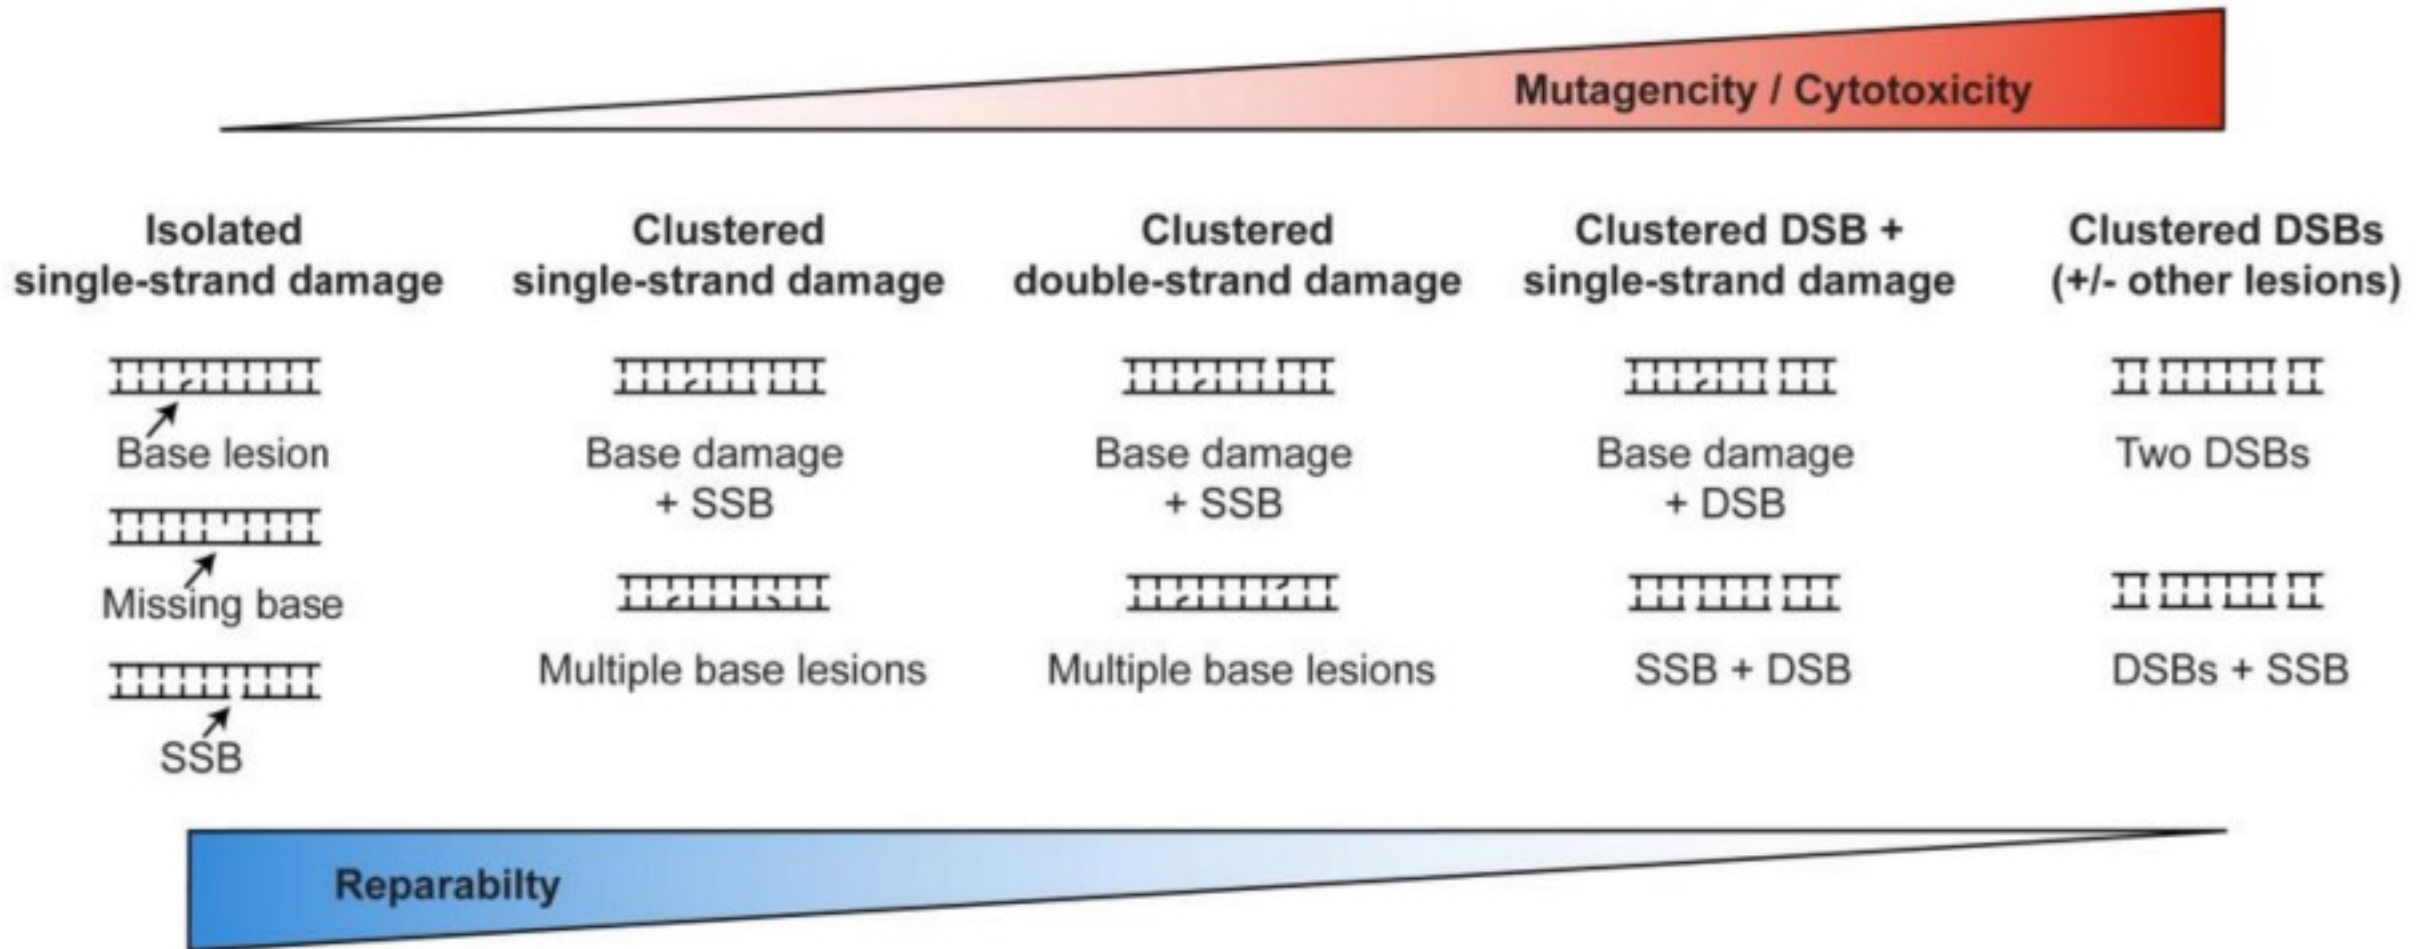 Mutagencity / Cytotoxicity
Isolated
single-strand damage
Base lesion
Missing base
SSB
Clustered
single-strand damage
Base damage
+ SSB
Multiple base lesions
Clustered
double-strand damage
Base damage
+ SSB
Multiple base lesions
Clustered DSB +
single-strand damage
Base damage
+ DSB
SSB + DSB
Clustered DSBs
(+/- other lesions)
Two DSBs
DSBs + SSB
Reparabilty